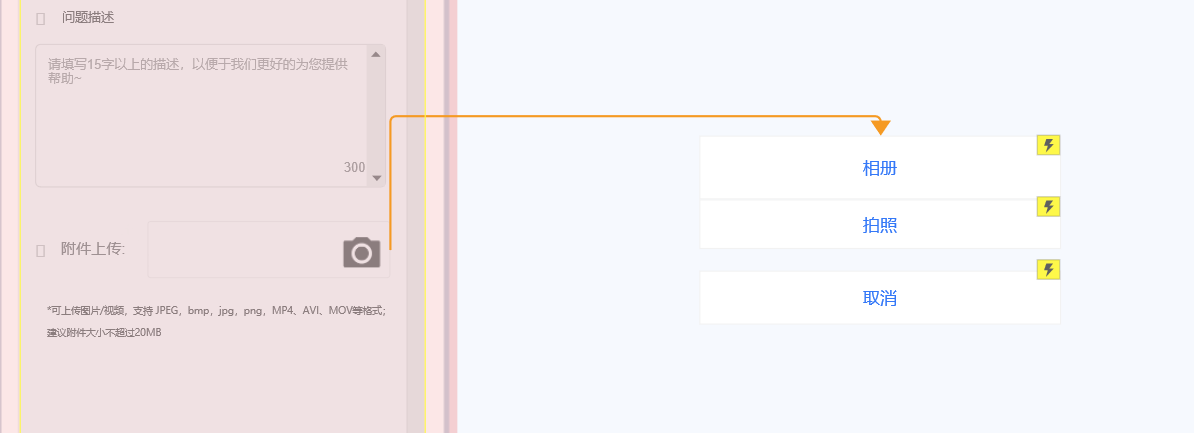 问题描述
请填写15字以上的描述，以便于我们更好的为您提供
帮助~
300
附件上传:
*可上传图片/视频，支持 JPEG，bmp，jpg，png，MP4、AVI、MOV等格式；
建议附件大小不超过20MB
相册
拍照
取消